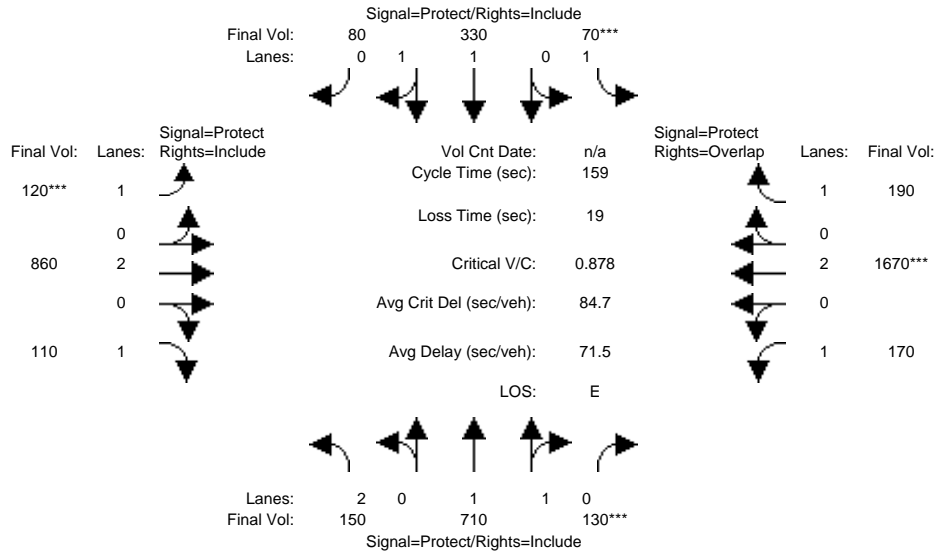 Signal=Protect/Rights=Include
Final Vol: 80 330 70***
Lanes: 0 1 1 0 1
Signal=Protect Signal=Protect
Final Vol: Lanes: Rights=Include Vol Cnt Date: n/a Rights=Overlap Lanes: Final Vol:
Cycle Time (sec): 159
120*** 1 1 190
Loss Time (sec): 19
0 0
860 2 Critical V/C: 0.878 2 1670***
0 Avg Crit Del (sec/veh): 84.7 0
110 1 Avg Delay (sec/veh): 71.5 1 170
LOS: E
Lanes: 2 0 1 1 0
Final Vol: 150 710 130***
Signal=Protect/Rights=Include